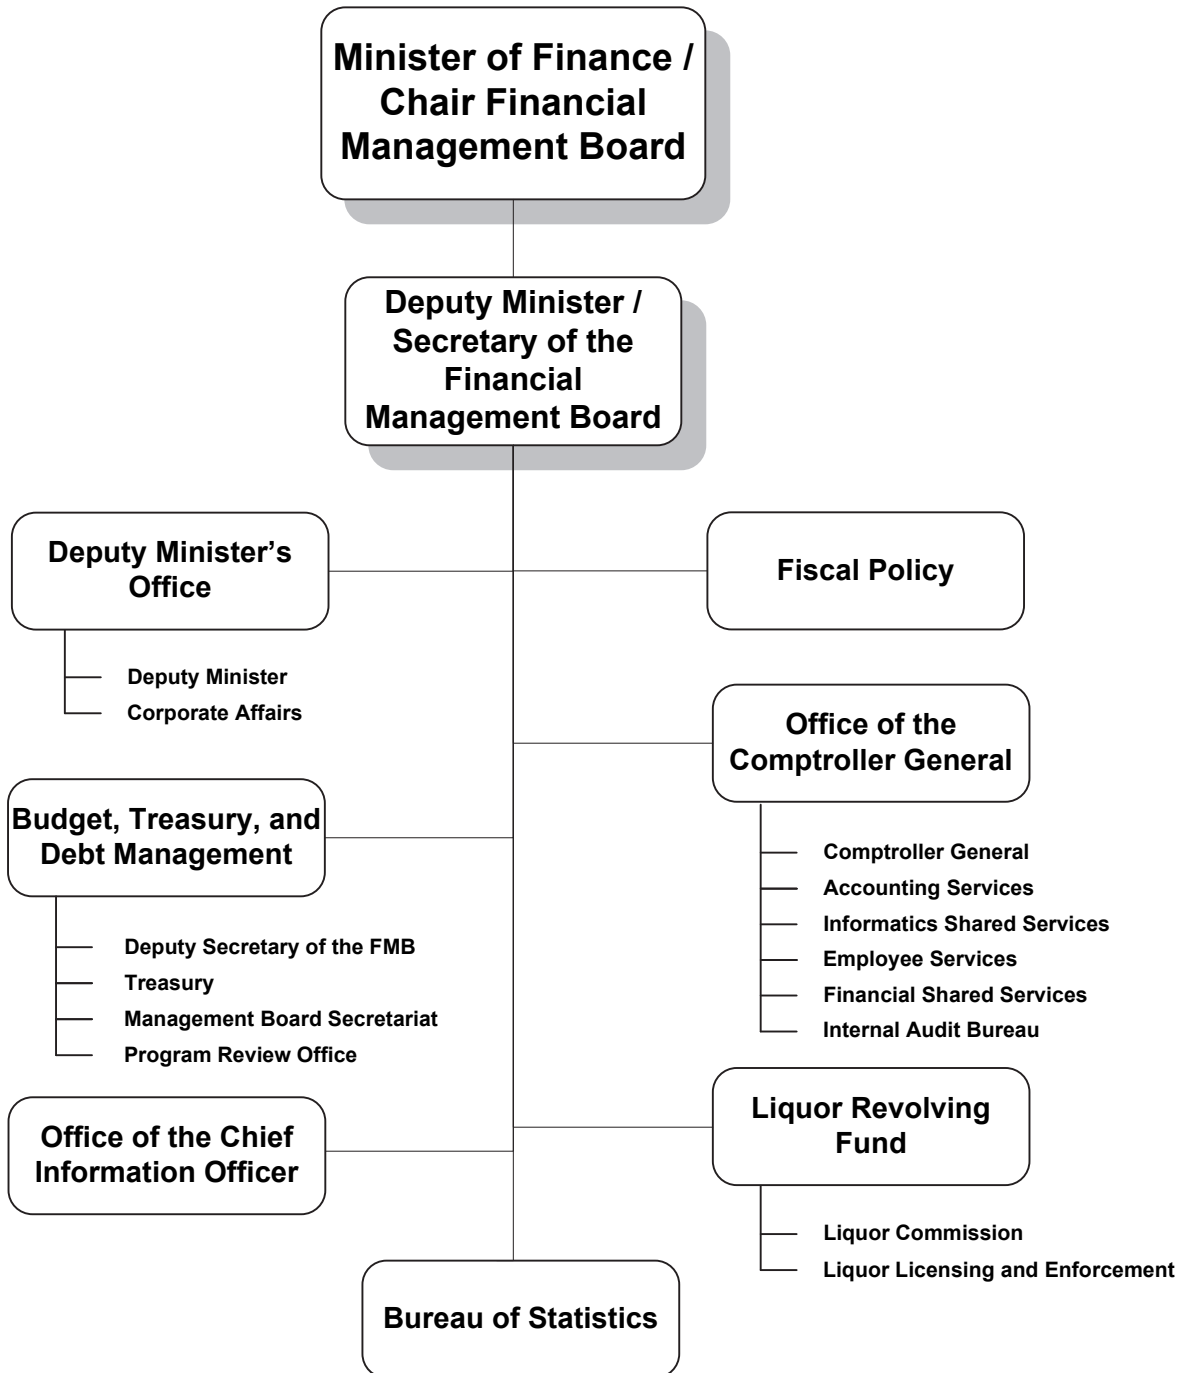 Minister of Finance /
Chair Financial
Management Board
Deputy Minister /
Secretary of the
Financial
Management Board
Deputy Minister’s
Office
Deputy Minister
Corporate Affairs
Fiscal Policy
Office of the
Comptroller General
Comptroller General
Accounting Services
Informatics Shared Services
Employee Services
Financial Shared Services
Internal Audit Bureau
Budget, Treasury, and
Debt Management
Deputy Secretary of the FMB
Treasury
Management Board Secretariat
Program Review Office
Office of the Chief
Information Officer
Liquor Revolving
Fund
Liquor Commission
Liquor Licensing and Enforcement
Bureau of Statistics